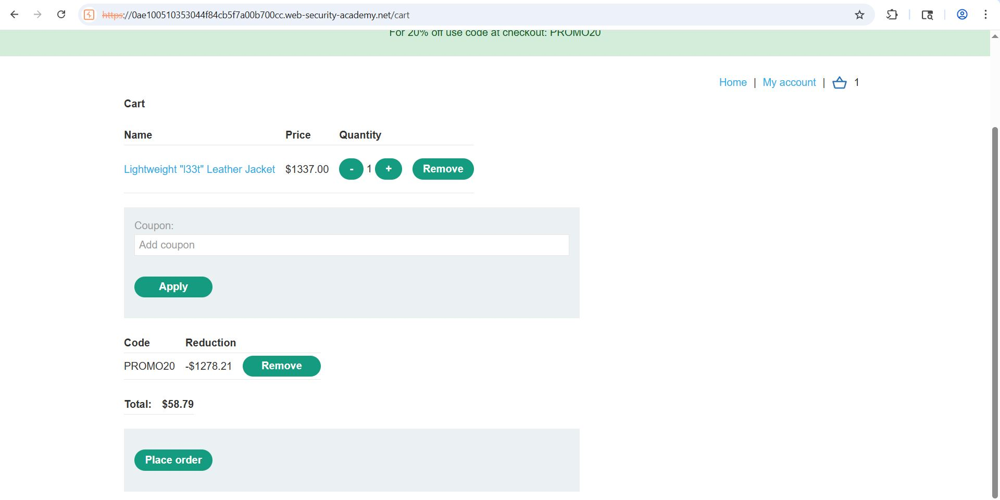 https://0ae100510353044f84cb5f7a00b700cc.web-security-academy.net/cart
For 20% off use code at checkout: PROMO20
Home | My account | 1
Cart
Name Price Quantity
Lightweight "l33t" Leather Jacket $1337.00 - 1 + Remove
Coupon:
Add coupon
Apply
Code Reduction
PROMO20 -$1278.21 Remove
Total: $58.79
Place order